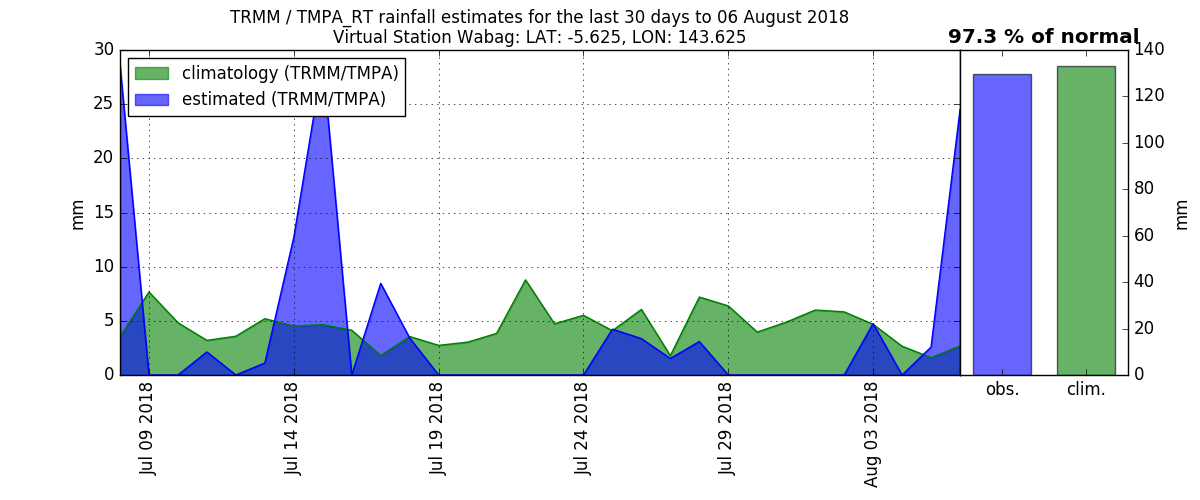 TRMM / TMPA_RT rainfall estimates for the last 30 days to 06 August 2018
Virtual Station Wabag: LAT: -5.625, LON: 143.625
97.3 % of normal
climatology (TRMM/TMPA)
estimated (TRMM/TMPA)
30
25
20
15
10
5
0
mm
Jul 09 2018
Jul 14 2018
Jul 19 2018
Jul 24 2018
Jul 29 2018
Aug 03 2018
obs.
clim.
140
120
100
80
60
40
20
0
mm